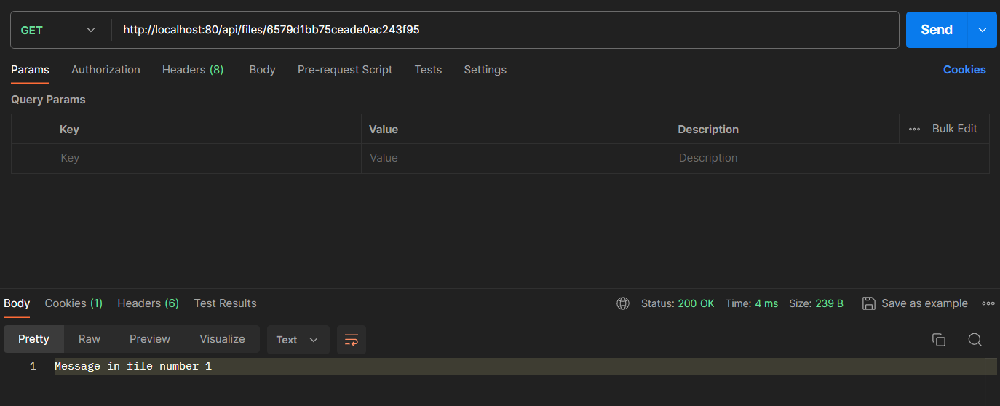 GET http://localhost:80/api/files/6579d1bb75ceade0ac243f95 Send
Params Authorization Headers (8) Body Pre-request Script Tests Settings Cookies
Query Params
Key Value Description Bulk Edit
Key Value Description
Body Cookies (1) Headers (6) Test Results Status: 200 OK Time: 4 ms Size: 239 B Save as example
Pretty Raw Preview Visualize Text
1 Message in file number 1